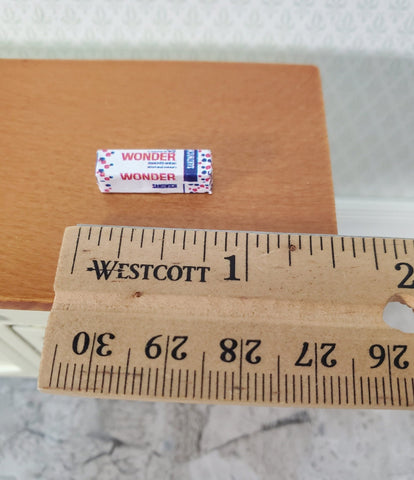 WONDER
WONDER
SANDWICH
WESTCOTT
1
2
30 29 28 27 26